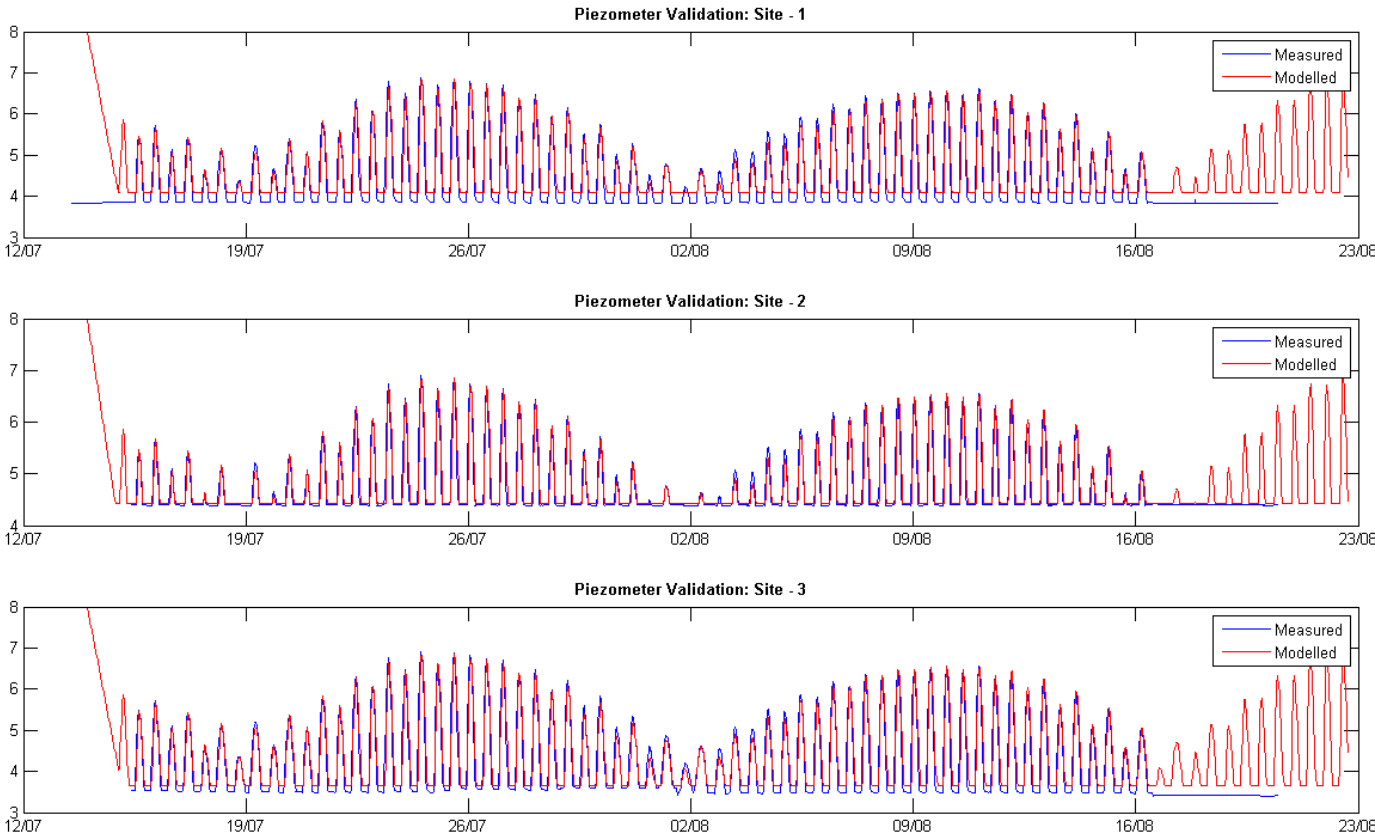 Piezometer Validation: Site - 1
8
7
6
5
4
3
Measured
Modelled
12/07 19/07 26/07 02/08 09/08 16/08 23/08
Piezometer Validation: Site - 2
8
7
6
5
4
Measured
Modelled
12/07 19/07 26/07 02/08 09/08 16/08 23/08
Piezometer Validation: Site - 3
8
7
6
5
4
3
Measured
Modelled
12/07 19/07 26/07 02/08 09/08 16/08 23/08